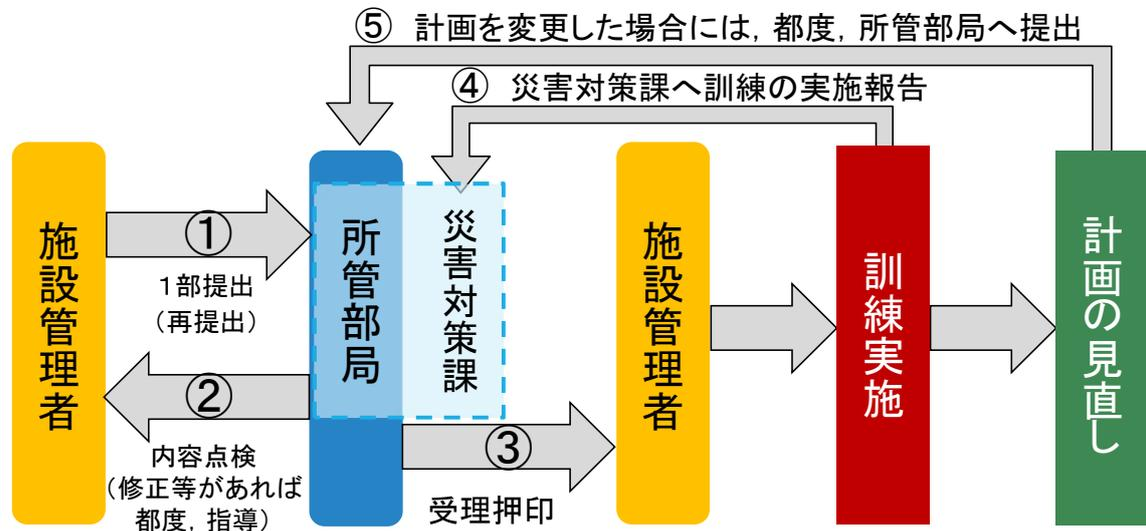 ⑤ 計画を変更した場合には，都度，所管部局へ提出
④ 災害対策課へ訓練の実施報告
施設管理者
①
1部提出
（再提出）
②
内容点検
（修正等があれば
都度，指導）
所管部局
災害対策課
③
受理押印
施設管理者
訓練実施
計画の見直し